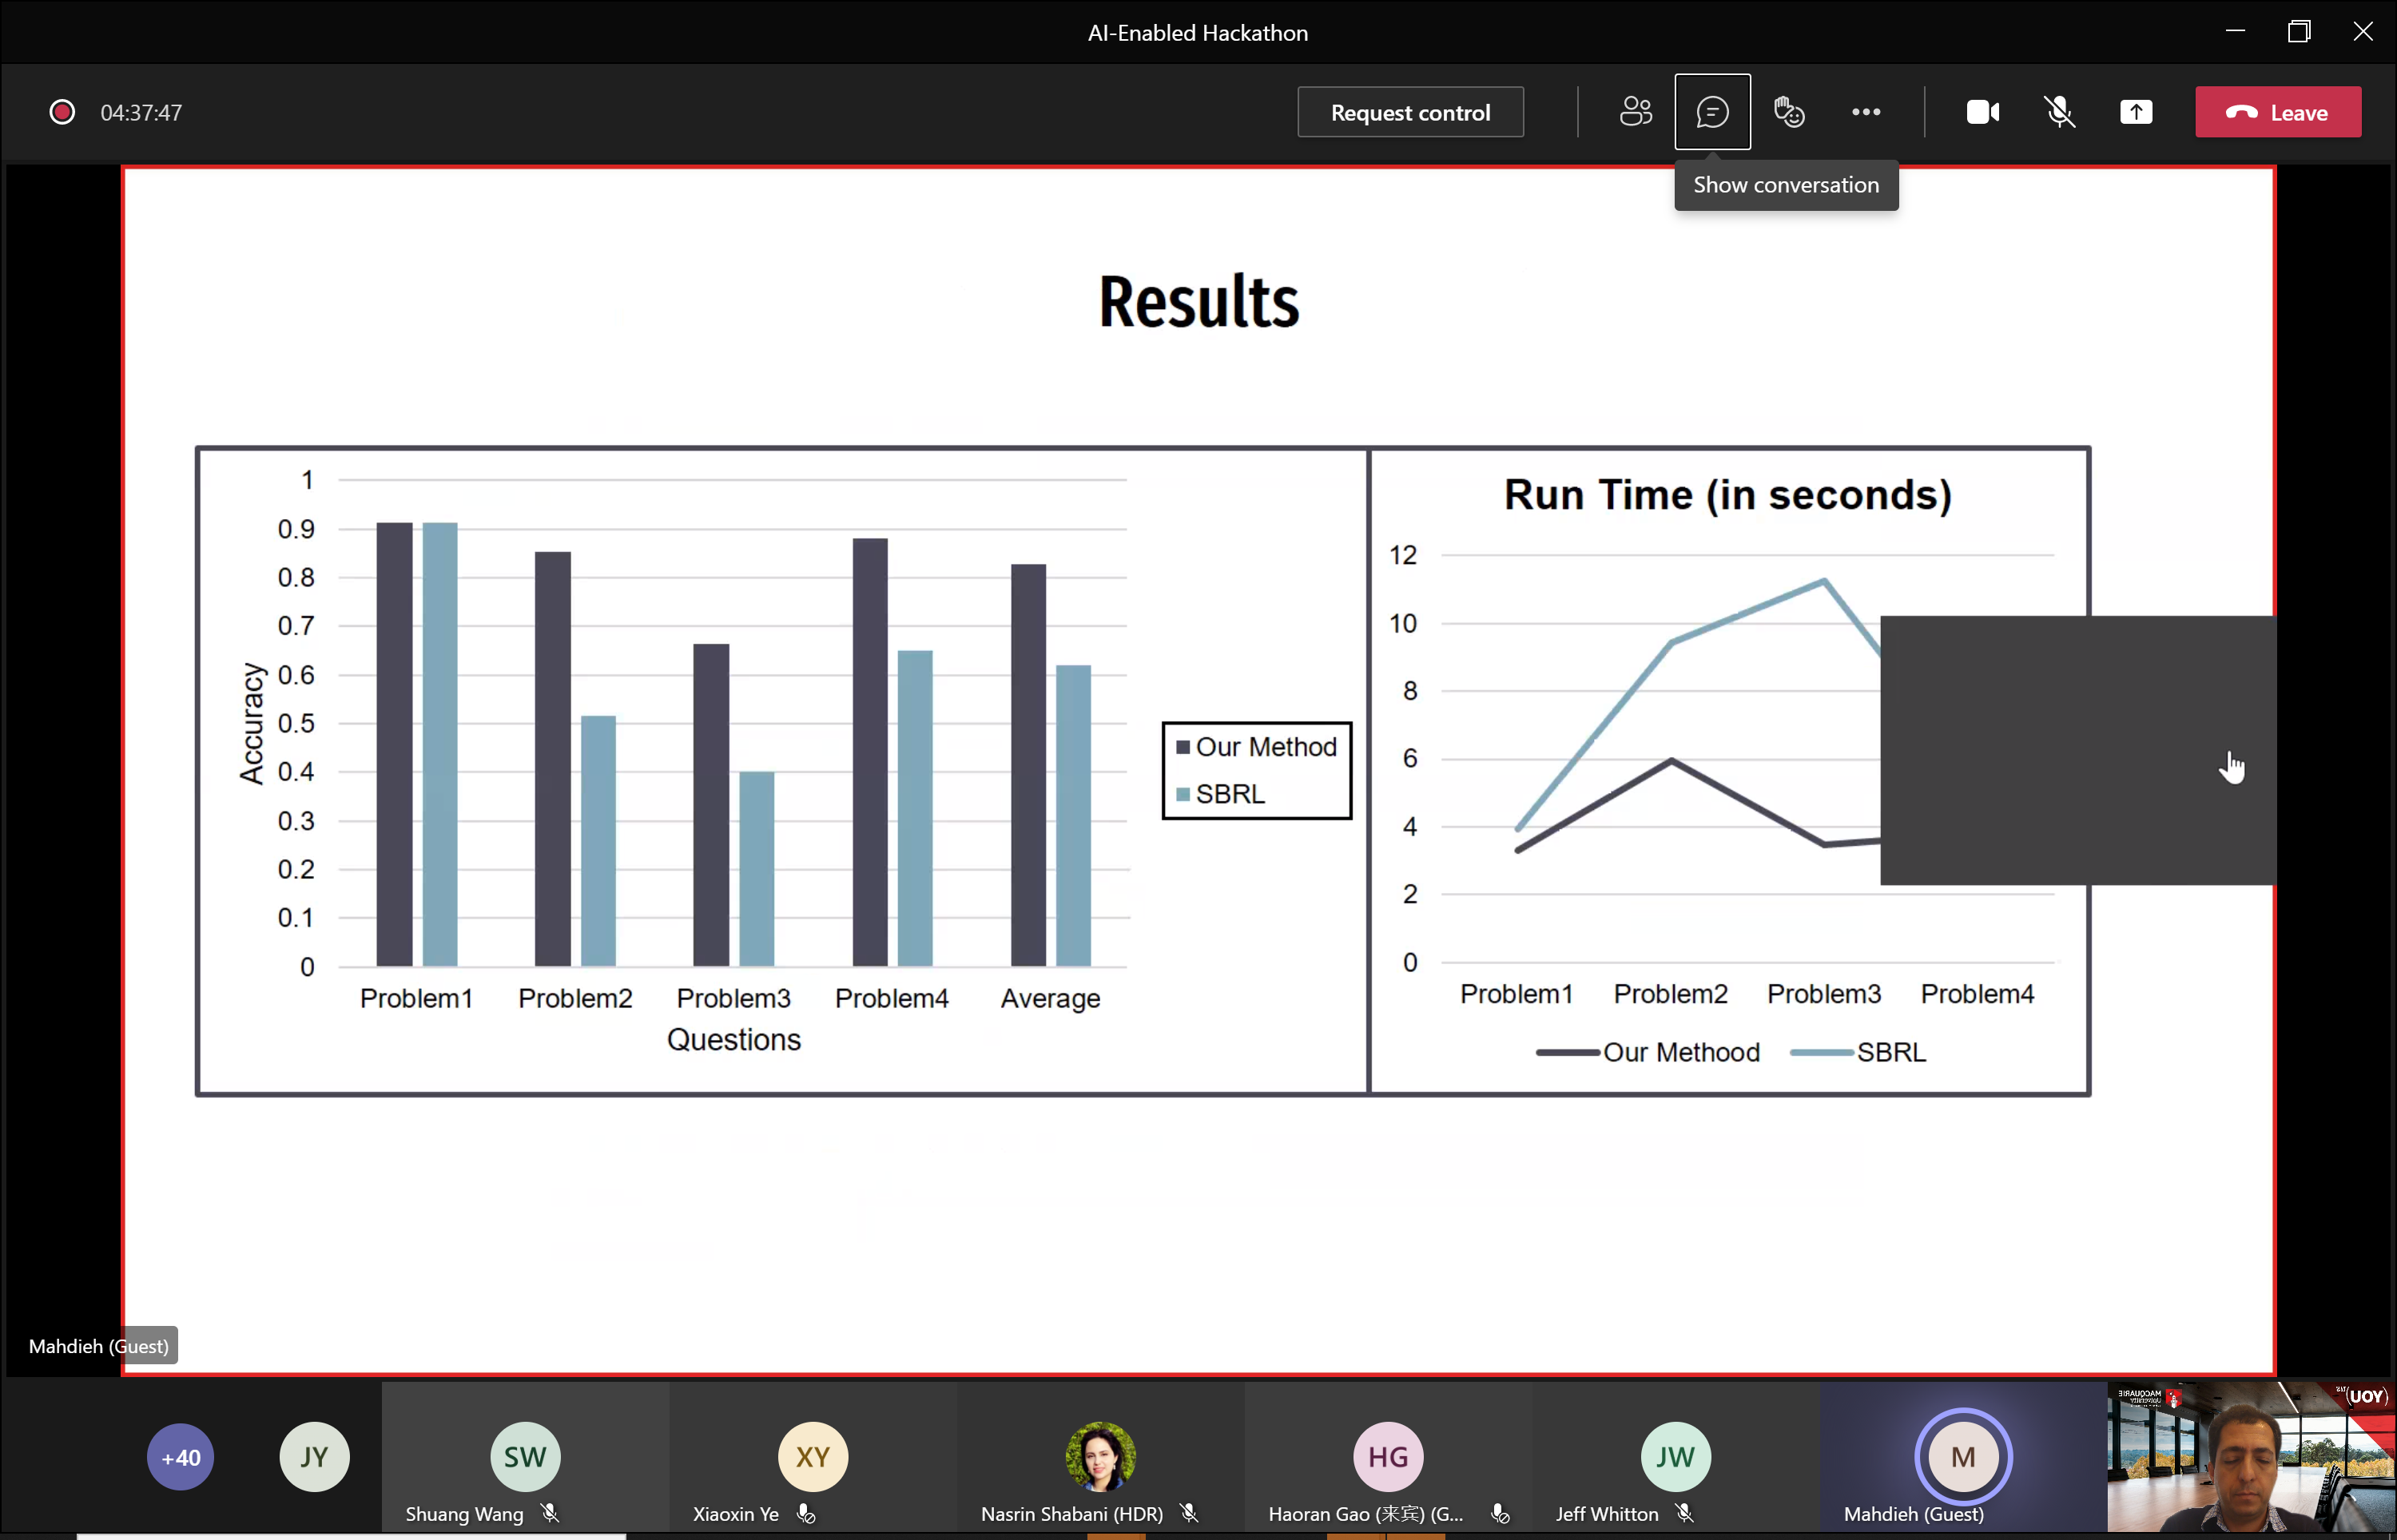 AI-Enabled Hackathon
04:37:47
Request control
Leave
Show conversation
Results
1
0.9
0.8
0.7
0.6
0.5
0.4
0.3
0.2
0.1
0
Accuracy
Problem1 Problem2 Problem3 Problem4 Average
Questions
Our Method
SBRL
Run Time (in seconds)
12
10
8
6
4
2
0
Problem1 Problem2 Problem3 Problem4
Our Methood SBRL
Mahdieh (Guest)
+40
JY
SW
Shuang Wang
XY
Xiaoxin Ye
Nasrin Shabani (HDR)
HG
Haoran Gao (来宾) (G...
JW
Jeff Whitton
M
Mahdieh (Guest)
MACQUARIE
UNIVERSITY
YOU